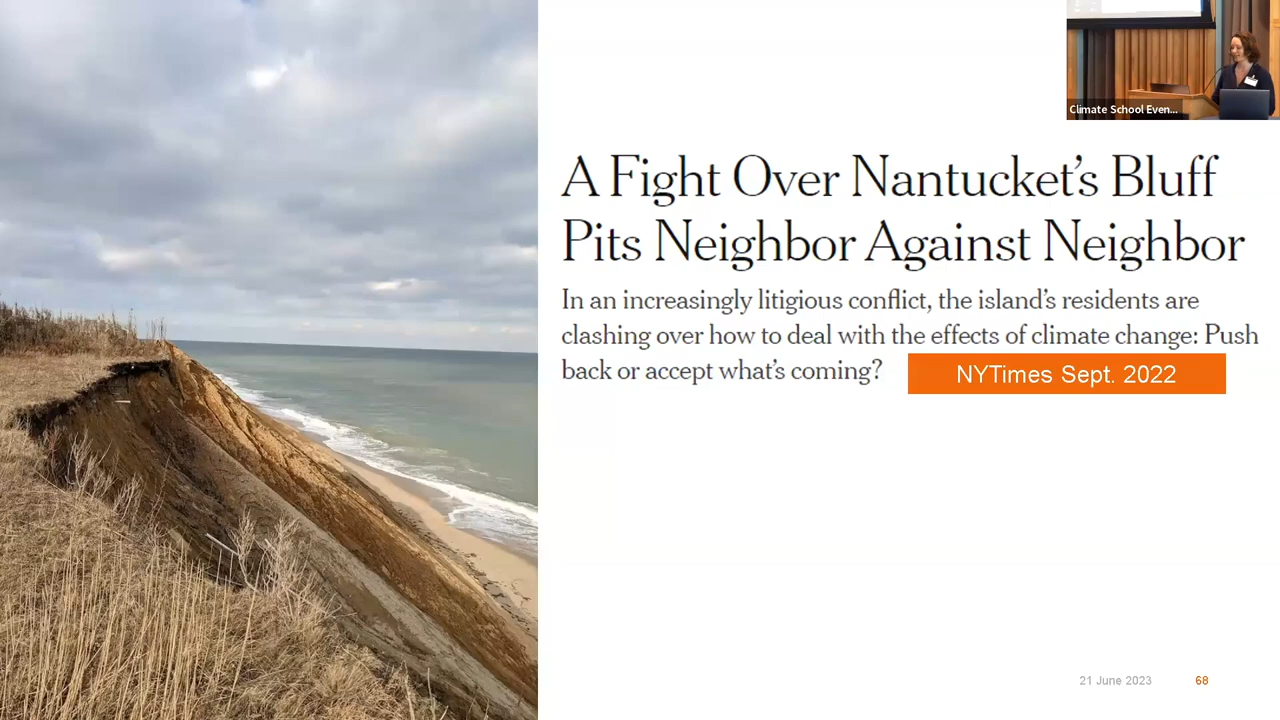 Climate School Even...
A Fight Over Nantucket’s Bluff
Pits Neighbor Against Neighbor
In an increasingly litigious conflict, the island’s residents are
clashing over how to deal with the effects of climate change: Push
back or accept what’s coming?
NYTimes Sept. 2022
21 June 2023
68